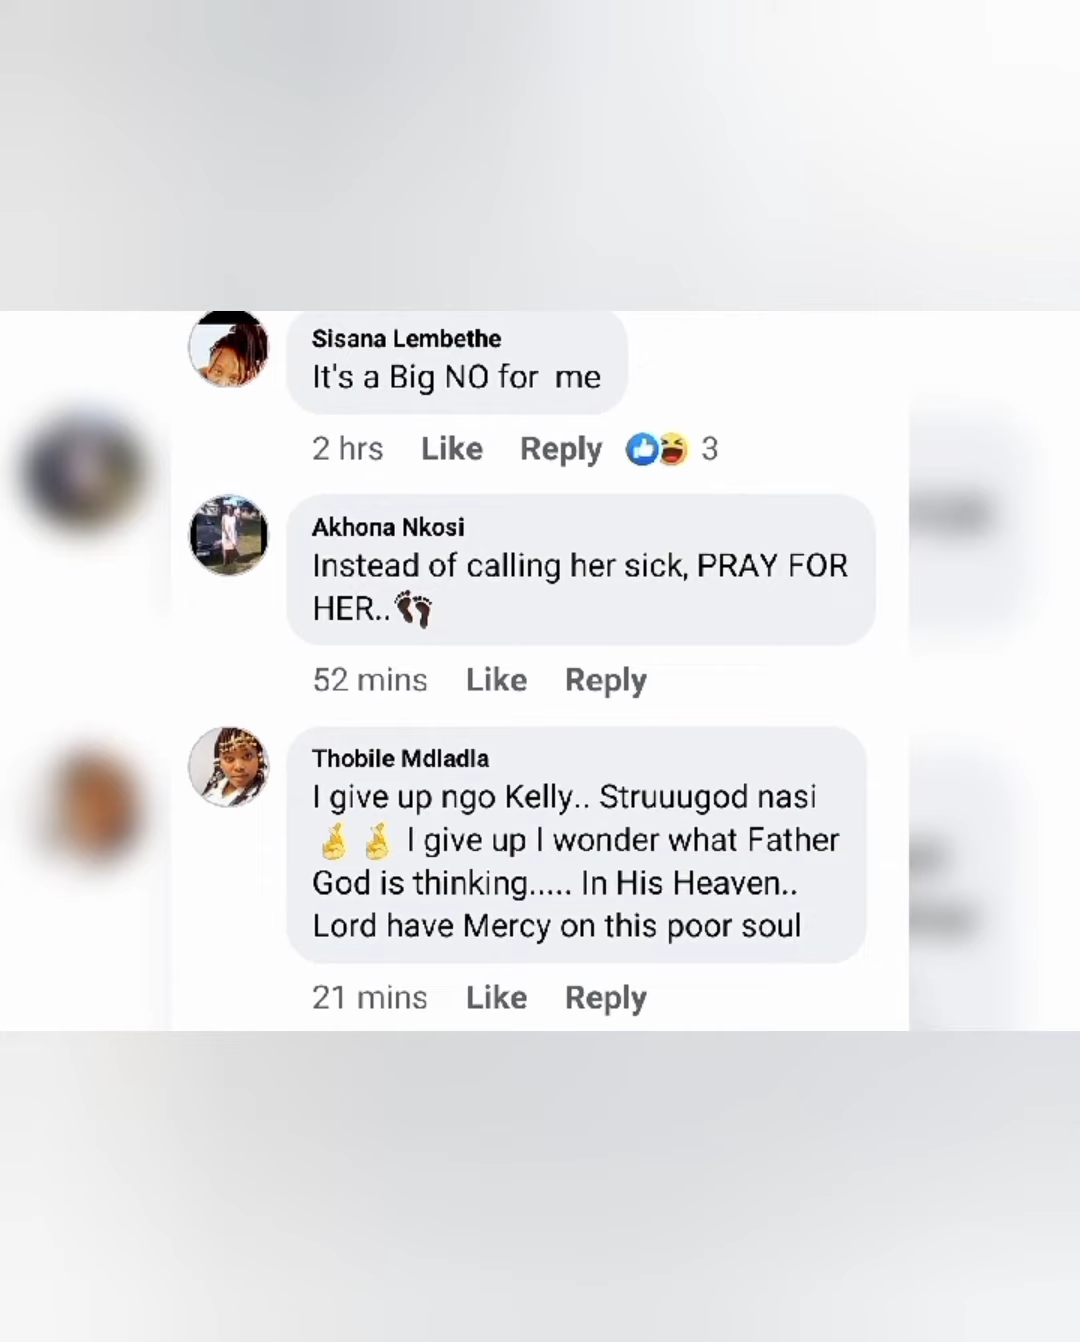 Sisana Lembethe
It's a Big NO for me
2 hrs Like Reply 3
Akhona Nkosi
Instead of calling her sick, PRAY FOR
HER..👣
52 mins Like Reply
Thobile Mdladla
I give up ngo Kelly.. Struuugod nasi
🤞🤞 I give up I wonder what Father
God is thinking..... In His Heaven..
Lord have Mercy on this poor soul
21 mins Like Reply